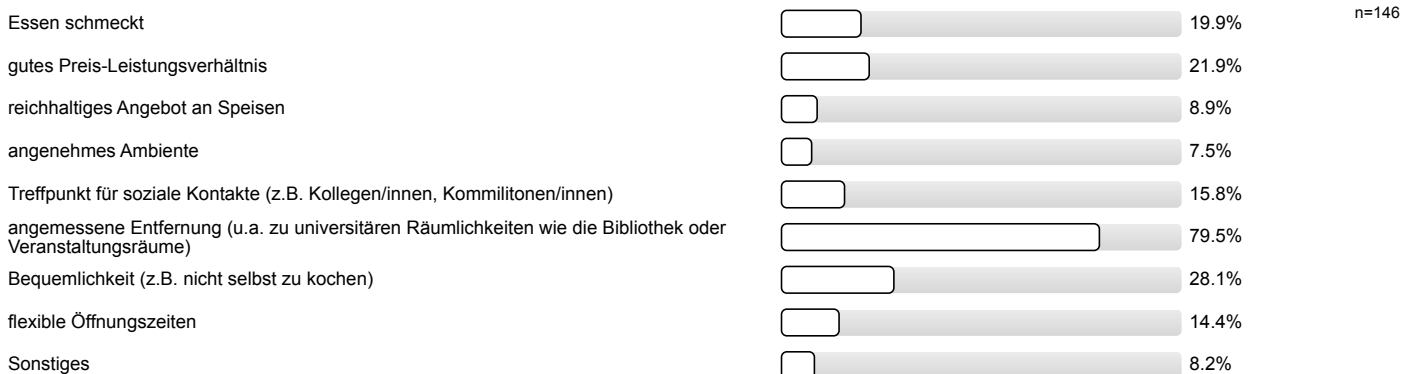 Essen schmeckt 19.9% n=146
gutes Preis-Leistungsverhältnis 21.9%
reichhaltiges Angebot an Speisen 8.9%
angenehmes Ambiente 7.5%
Treffpunkt für soziale Kontakte (z.B. Kollegen/innen, Kommilitonen/innen) 15.8%
angemessene Entfernung (u.a. zu universitären Räumlichkeiten wie die Bibliothek oder
Veranstaltungsräume) 79.5%
Bequemlichkeit (z.B. nicht selbst zu kochen) 28.1%
flexible Öffnungszeiten 14.4%
Sonstiges 8.2%